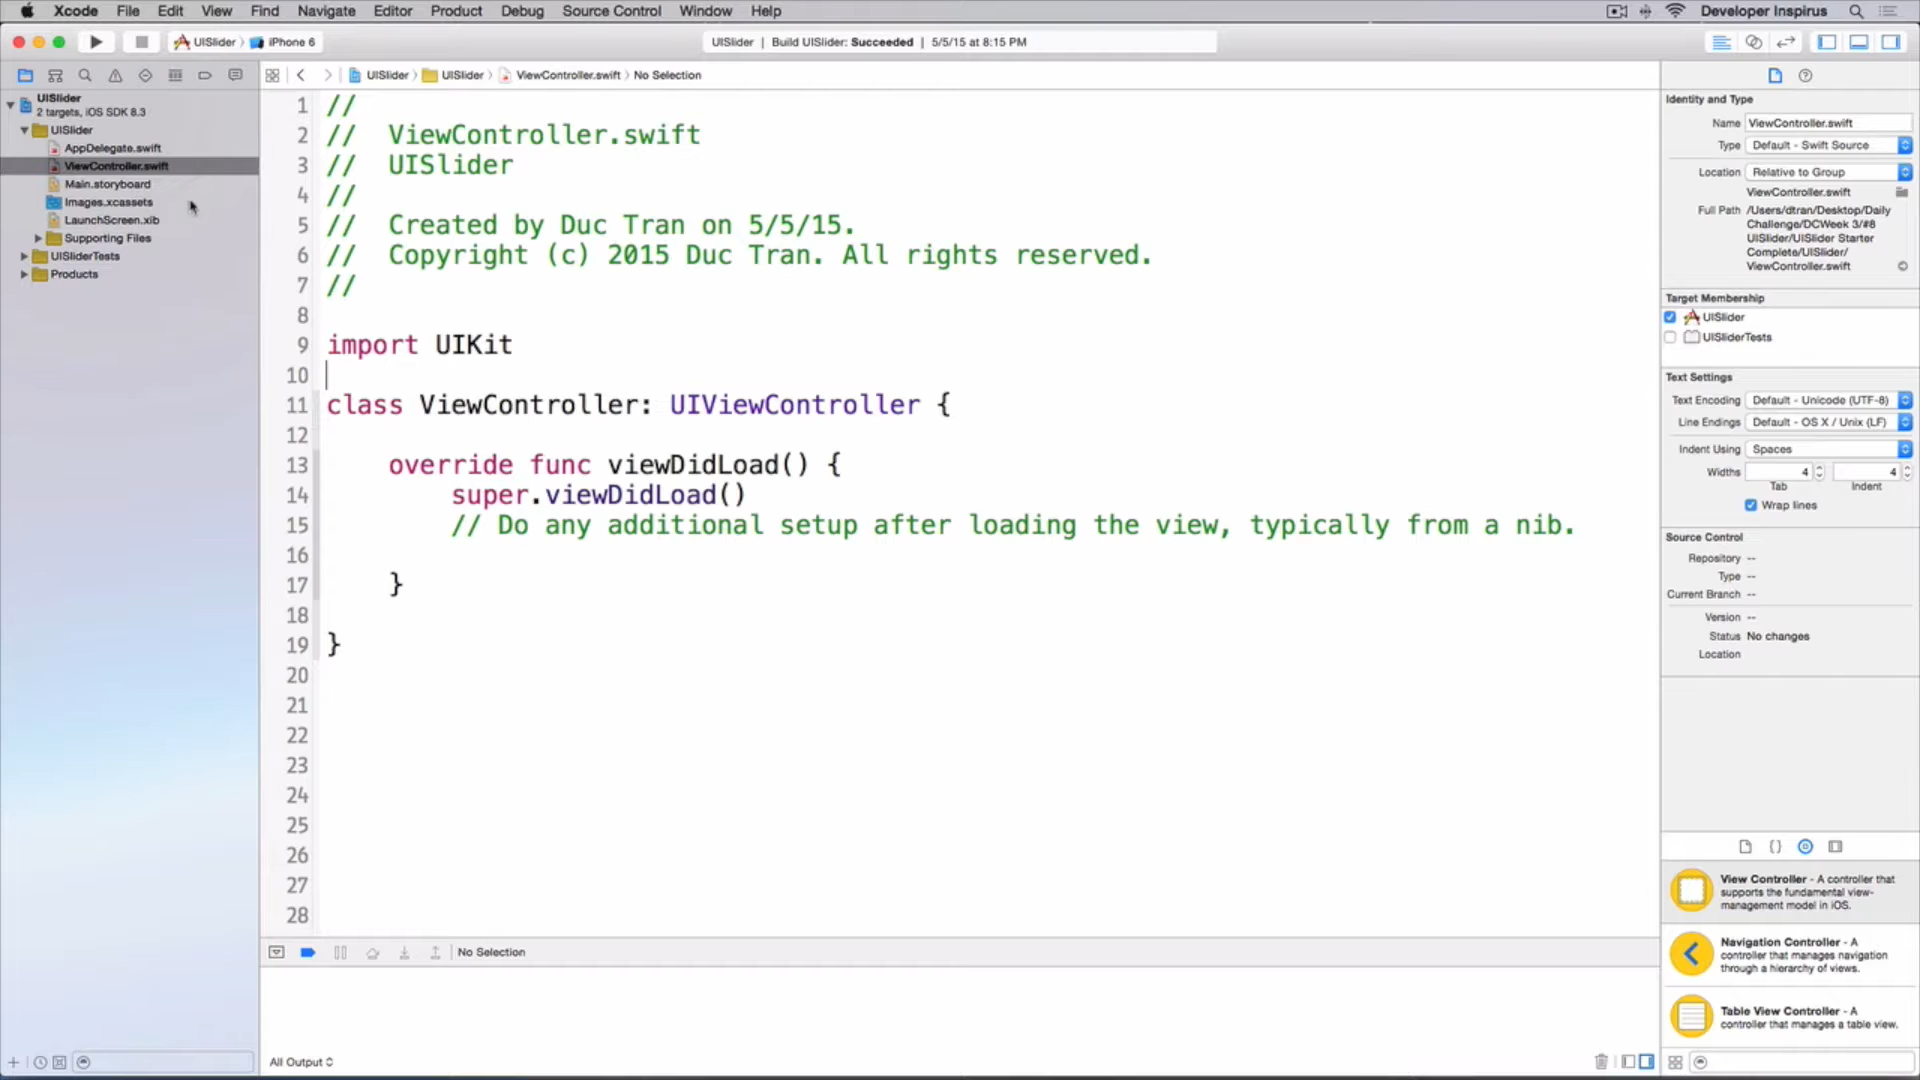 Xcode File Edit View Find Navigate Editor Product Debug Source Control Window Help Developer Inspirus
UISlider iPhone 6 UISlider | Build UISlider: Succeeded | 5/5/15 at 8:15 PM
UISlider UISlider ViewController.swift No Selection
UISlider
2 targets, iOS SDK 8.3
UISlider
AppDelegate.swift
ViewController.swift
Main.storyboard
Images.xcassets
LaunchScreen.xib
Supporting Files
UISliderTests
Products
1 //
2 // ViewController.swift
3 // UISlider
4 //
5 // Created by Duc Tran on 5/5/15.
6 // Copyright (c) 2015 Duc Tran. All rights reserved.
7 //
8
9 import UIKit
10
11 class ViewController: UIViewController {
12
13 override func viewDidLoad() {
14 super.viewDidLoad()
15 // Do any additional setup after loading the view, typically from a nib.
16
17 }
18
19 }
20
21
22
23
24
25
26
27
28
No Selection
All Output
Identity and Type
Name ViewController.swift
Type Default - Swift Source
Location Relative to Group
ViewController.swift
Full Path /Users/dtran/Desktop/Daily
Challenge/DCWeek 3/#8
UISlider/UISlider Starter
Complete/UISlider/
ViewController.swift
Target Membership
UISlider
UISliderTests
Text Settings
Text Encoding Default - Unicode (UTF-8)
Line Endings Default - OS X / Unix (LF)
Indent Using Spaces
Widths 4 4
Tab Indent
Wrap lines
Source Control
Repository --
Type --
Current Branch --
Version --
Status No changes
Location
{}
View Controller - A controller that
supports the fundamental view-
management model in iOS.
Navigation Controller - A
controller that manages navigation
through a hierarchy of views.
Table View Controller - A
controller that manages a table view.